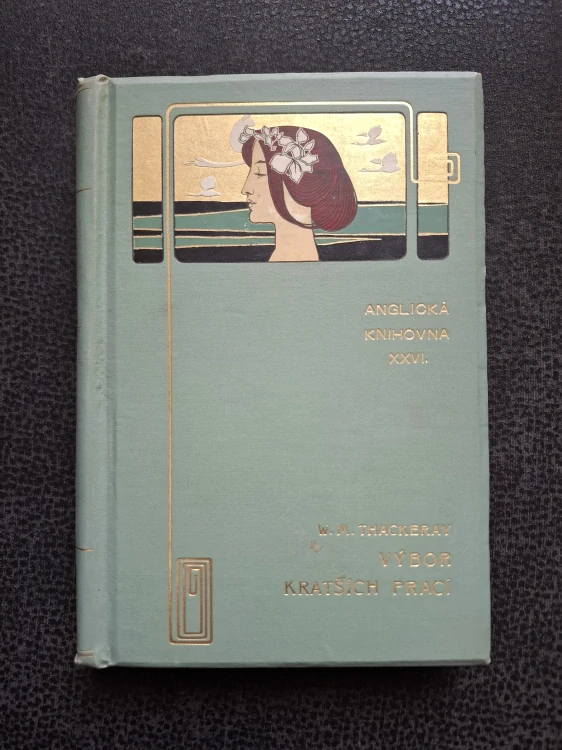 ANGLICKÁ
KNIHOVNA
XXVI.
W. M. THACKERAY
VÝBOR
KRATŠÍCH PRACÍ